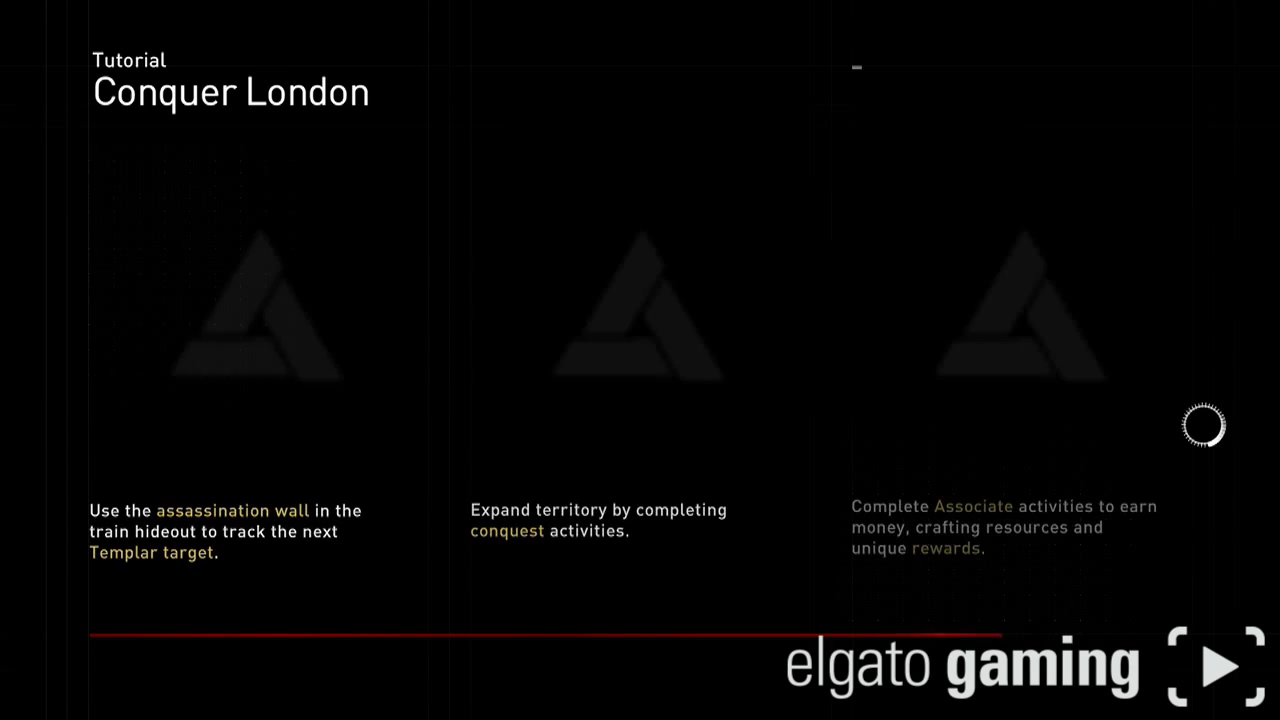 Tutorial
Conquer London
Use the assassination wall in the
train hideout to track the next
Templar target.
Expand territory by completing
conquest activities.
Complete Associate activities to earn
money, crafting resources and
unique rewards.
elgato gaming